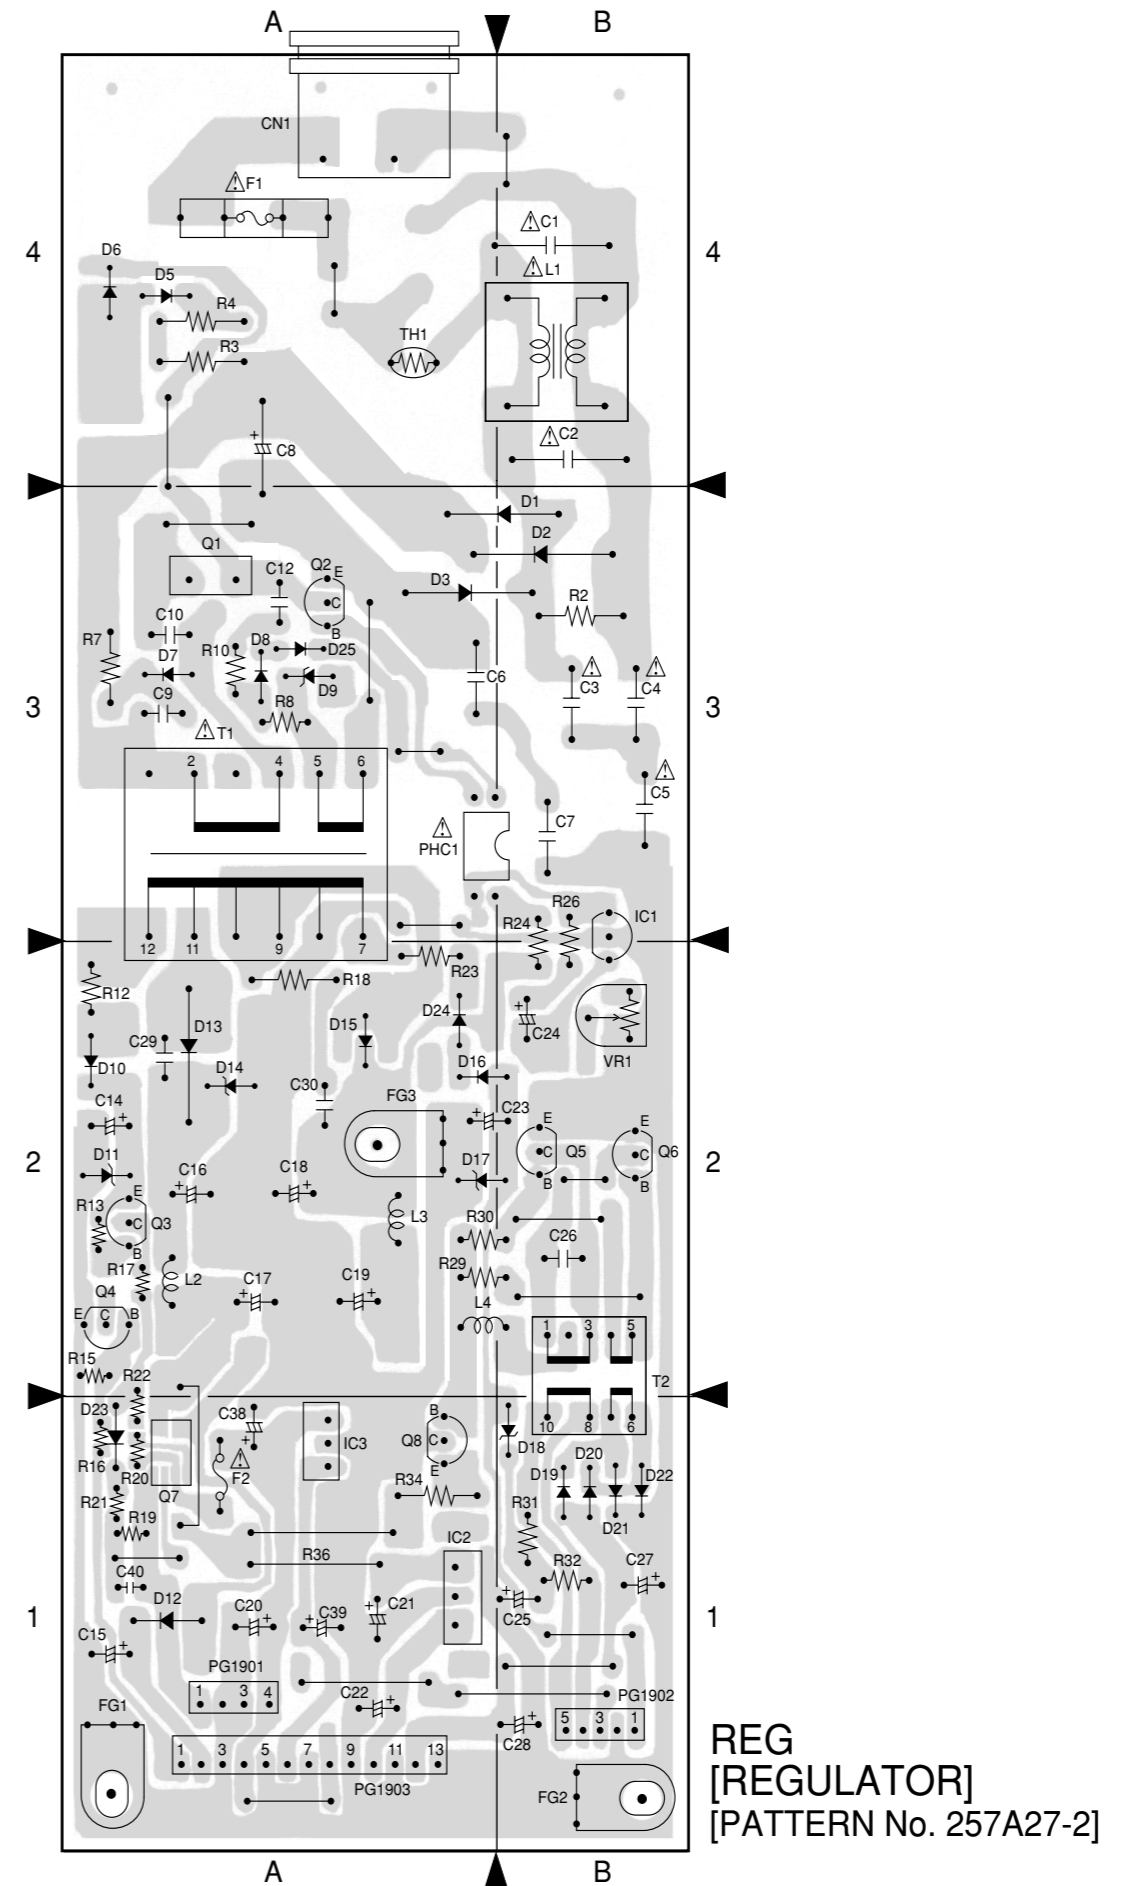 A B
CN1
F1
C1
4 4
D6
L1
D5
R4
TH1
R3
C2
+
C8
D1
D2
Q1
C12 Q2 E
D3
R2
C
C10
B
R7 R10 D8 D25
D7
C6
C3 C4
D9
C9
R8
3 3
T1
2 4 5 6
C5
C7
PHC1
R26
R24 IC1
12 11 9 7
R23
R12 R18
D24 +
C24
D15
D13
C29
VR1
D10 D14 D16
C30
FG3
C14
+
C23
+
E E
Q5 Q6
C C
D11
2 2
C16 C18 D17
+ +
B B
E
R13
C Q3
L3 R30
B
C26
R17
L2
R29
C17 C19
Q4
+ +
L4
E C B
1 3 5
R15
T2
R22
D23
C38
B
10 8 6
+
Q8 C
IC3
D18
E
D20
R16 R20 F2
R34
D19 D22
Q7
R21
R31
D21
R19
IC2
R36
R32
C27
C40
+
D12
C20 C39 + C21
+
C25
1 1
C15
+ +
+
PG1901
C22
1 3 4
+
FG1
PG1902
5 3 1
+
C28
1 3 5 7 9 11 13
REG
PG1903
FG2
[REGULATOR]
[PATTERN No. 257A27-2]
A B